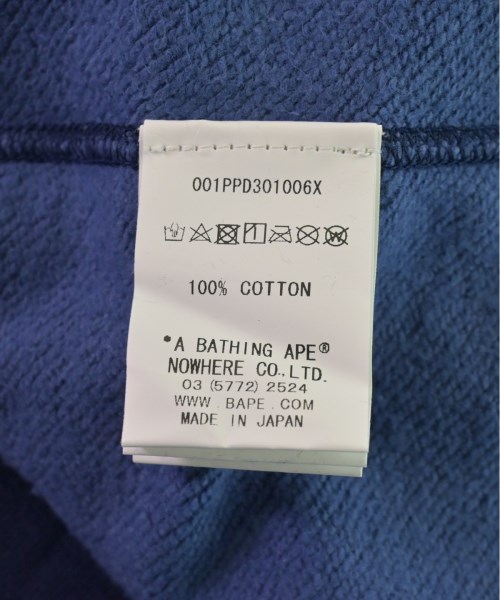 001PPD301006X
100% COTTON
*A BATHING APE®
NOWHERE CO.,LTD.
03 (5772) 2524
WWW.BAPE.COM
MADE IN JAPAN